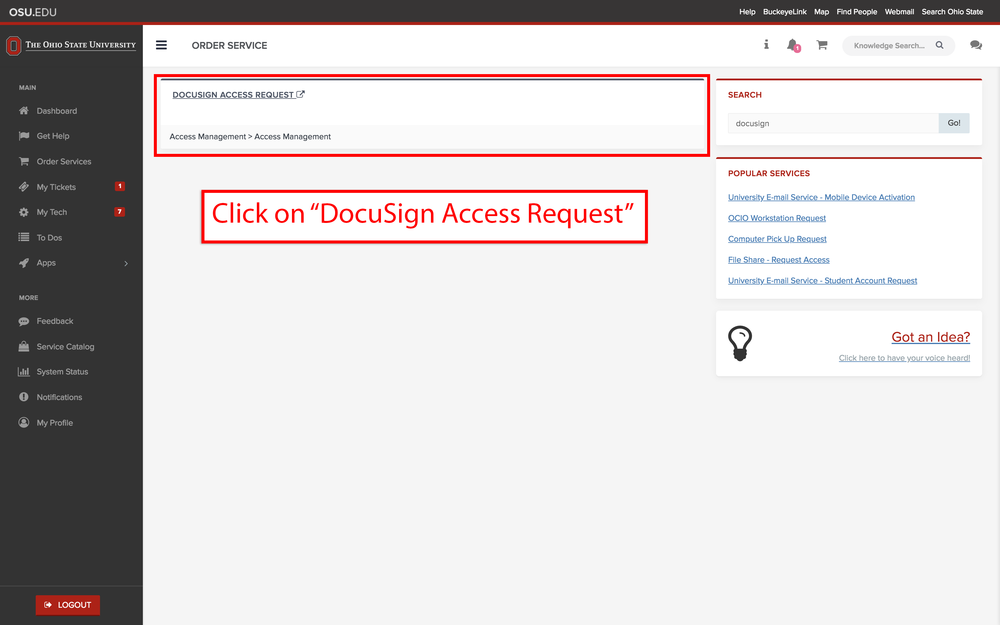 OSU.EDU
Help BuckeyeLink Map Find People Webmail Search Ohio State
THE OHIO STATE UNIVERSITY
ORDER SERVICE
1
Knowledge Search...
MAIN
Dashboard
Get Help
Order Services
My Tickets 1
My Tech 7
To Dos
Apps
MORE
Feedback
Service Catalog
System Status
Notifications
My Profile
LOGOUT
DOCUSIGN ACCESS REQUEST
Access Management > Access Management
Click on “DocuSign Access Request”
SEARCH
docusign Go!
POPULAR SERVICES
University E-mail Service - Mobile Device Activation
OCIO Workstation Request
Computer Pick Up Request
File Share - Request Access
University E-mail Service - Student Account Request
Got an Idea?
Click here to have your voice heard!